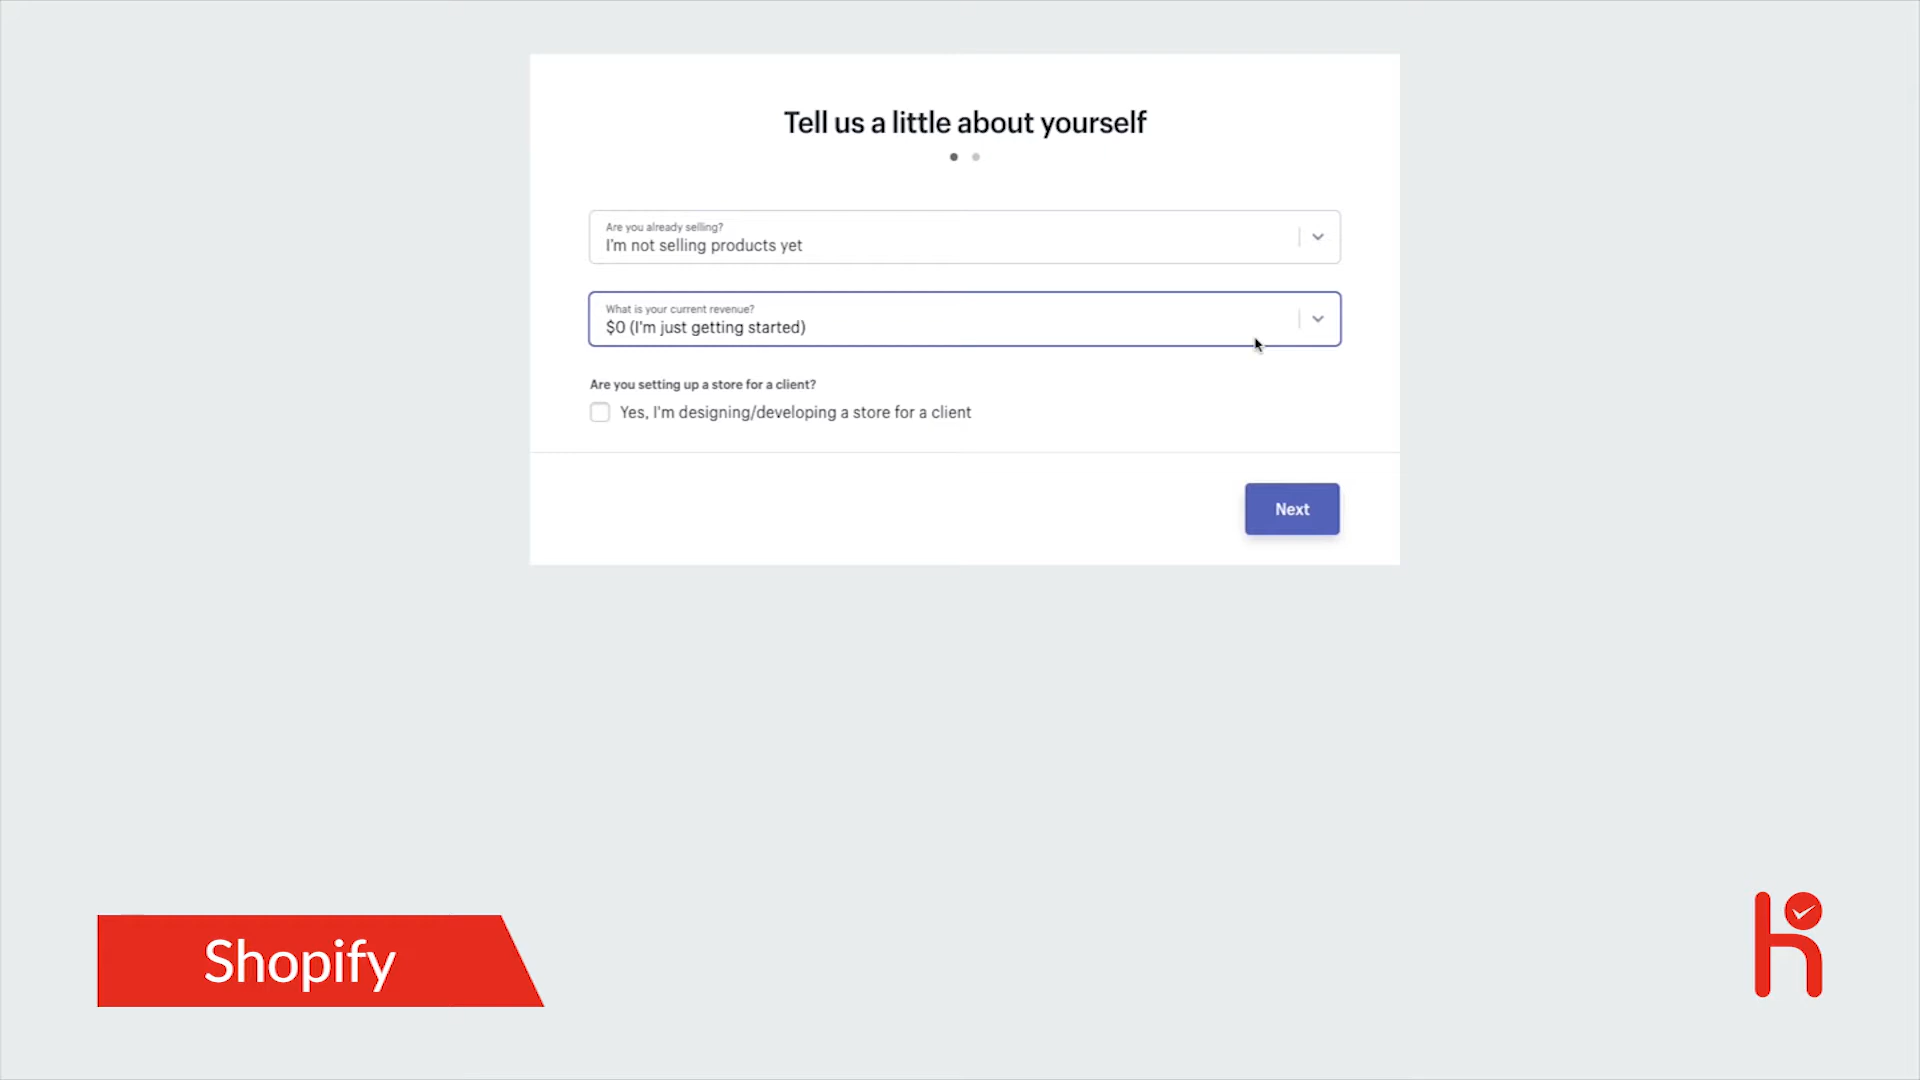 Tell us a little about yourself
Are you already selling?
I'm not selling products yet
What is your current revenue?
$0 (I'm just getting started)
Are you setting up a store for a client?
Yes, I'm designing/developing a store for a client
Next
Shopify